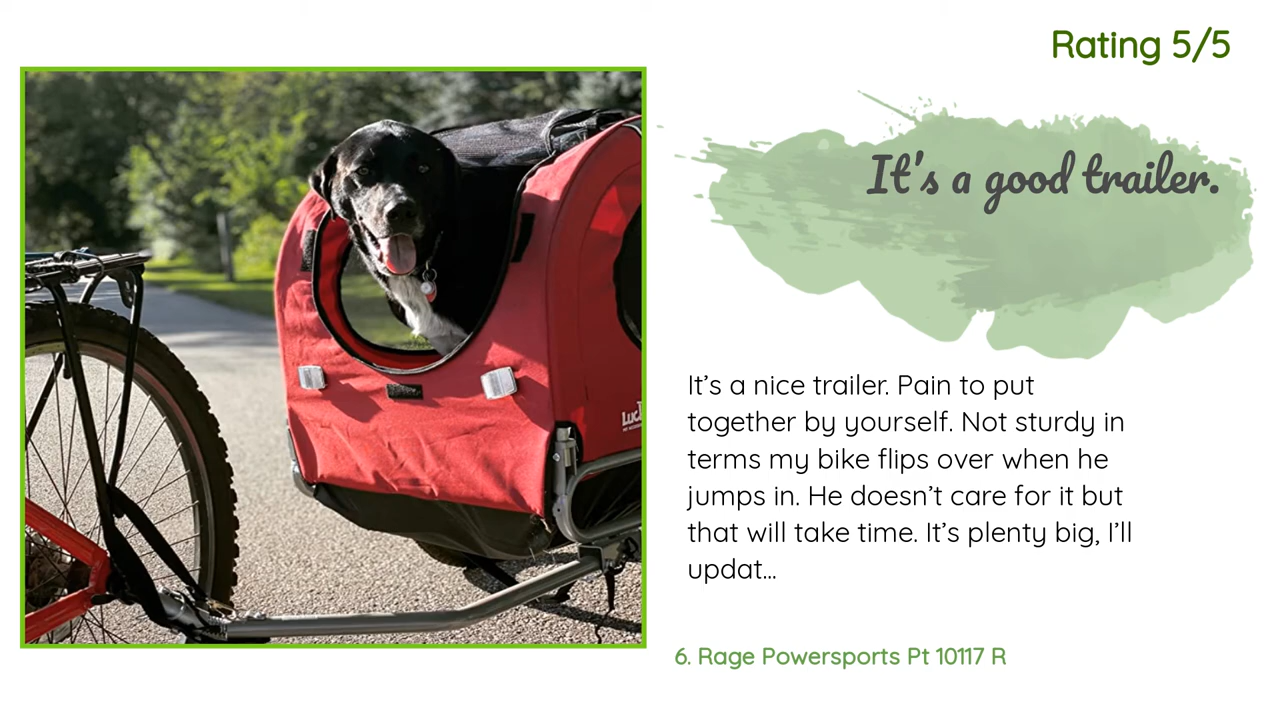 Rating 5/5
It's a good trailer.
It's a nice trailer. Pain to put
together by yourself. Not sturdy in
terms my bike flips over when he
jumps in. He doesn't care for it but
that will take time. It's plenty big, I'll
updat...
6. Rage Powersports Pt 10117 R